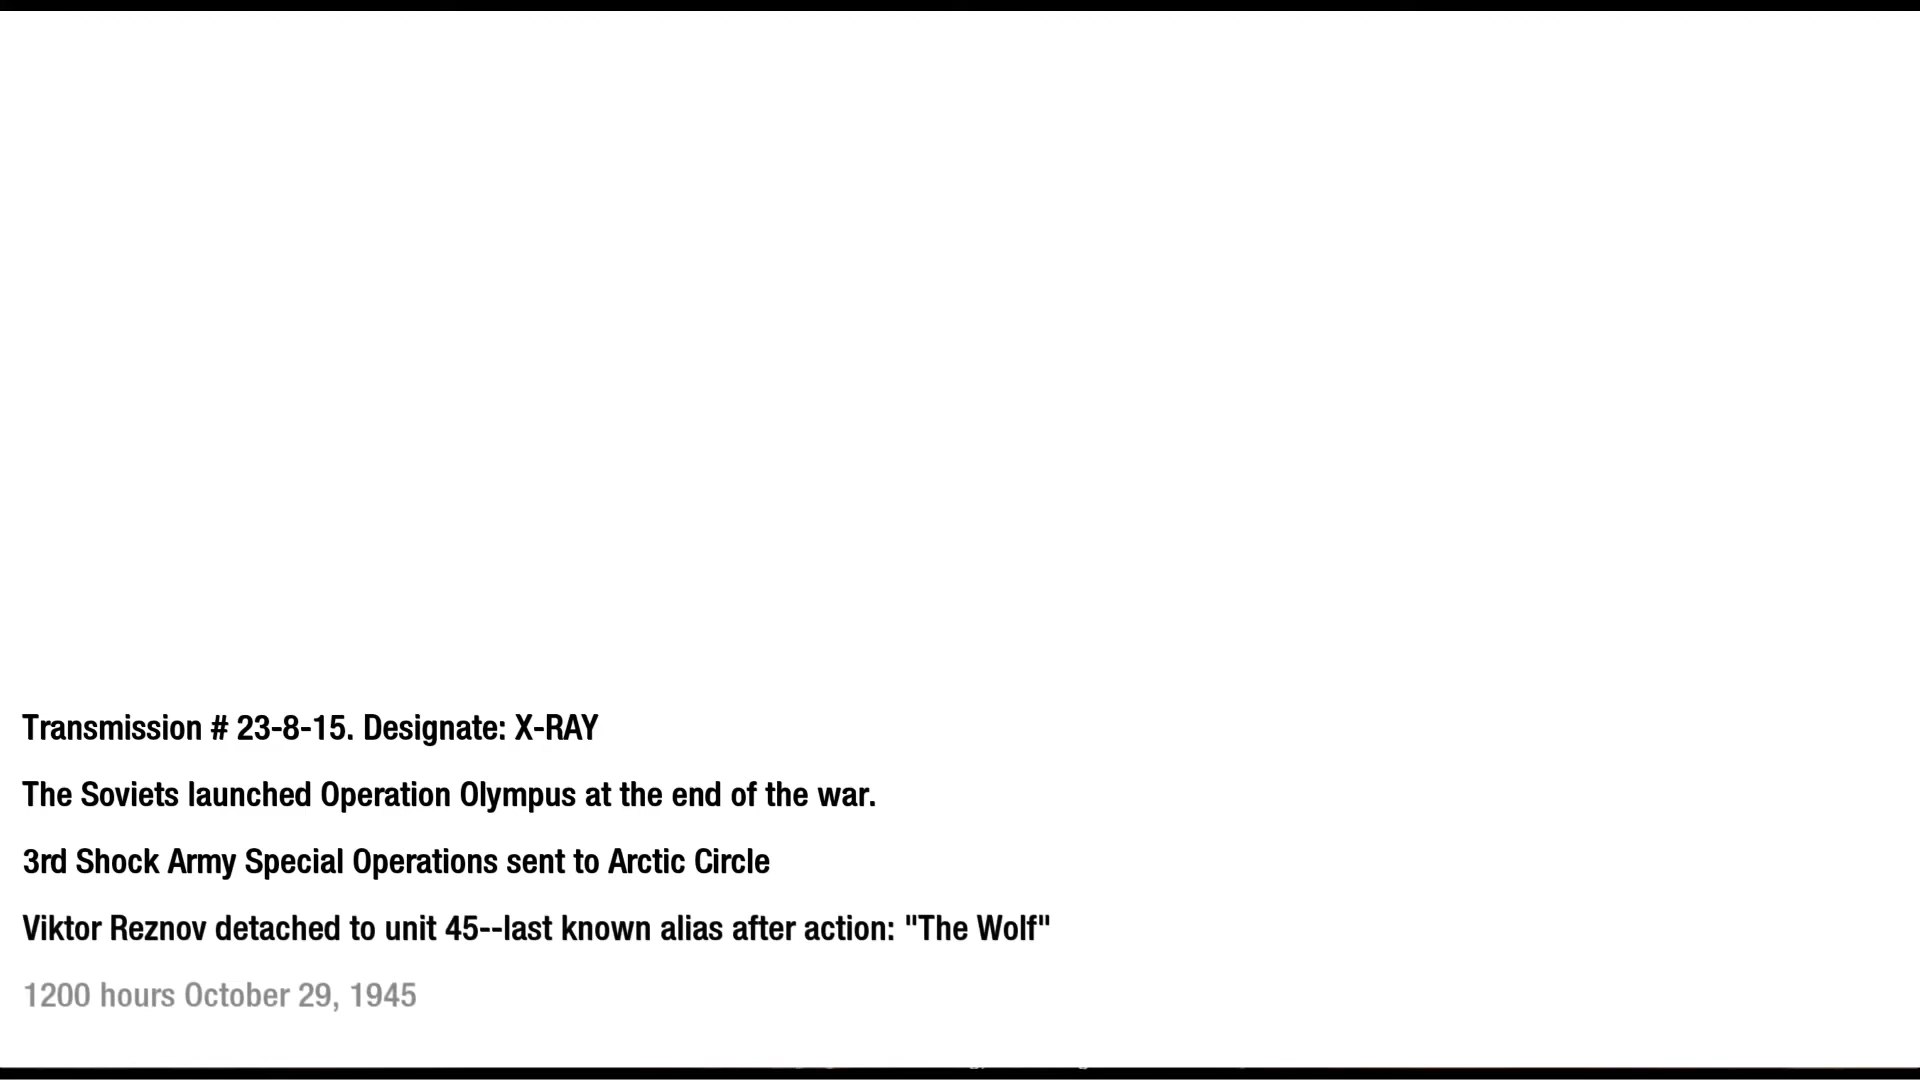 Transmission # 23-8-15. Designate: X-RAY
The Soviets launched Operation Olympus at the end of the war.
3rd Shock Army Special Operations sent to Arctic Circle
Viktor Reznov detached to unit 45--last known alias after action: "The Wolf"
1200 hours October 29, 1945